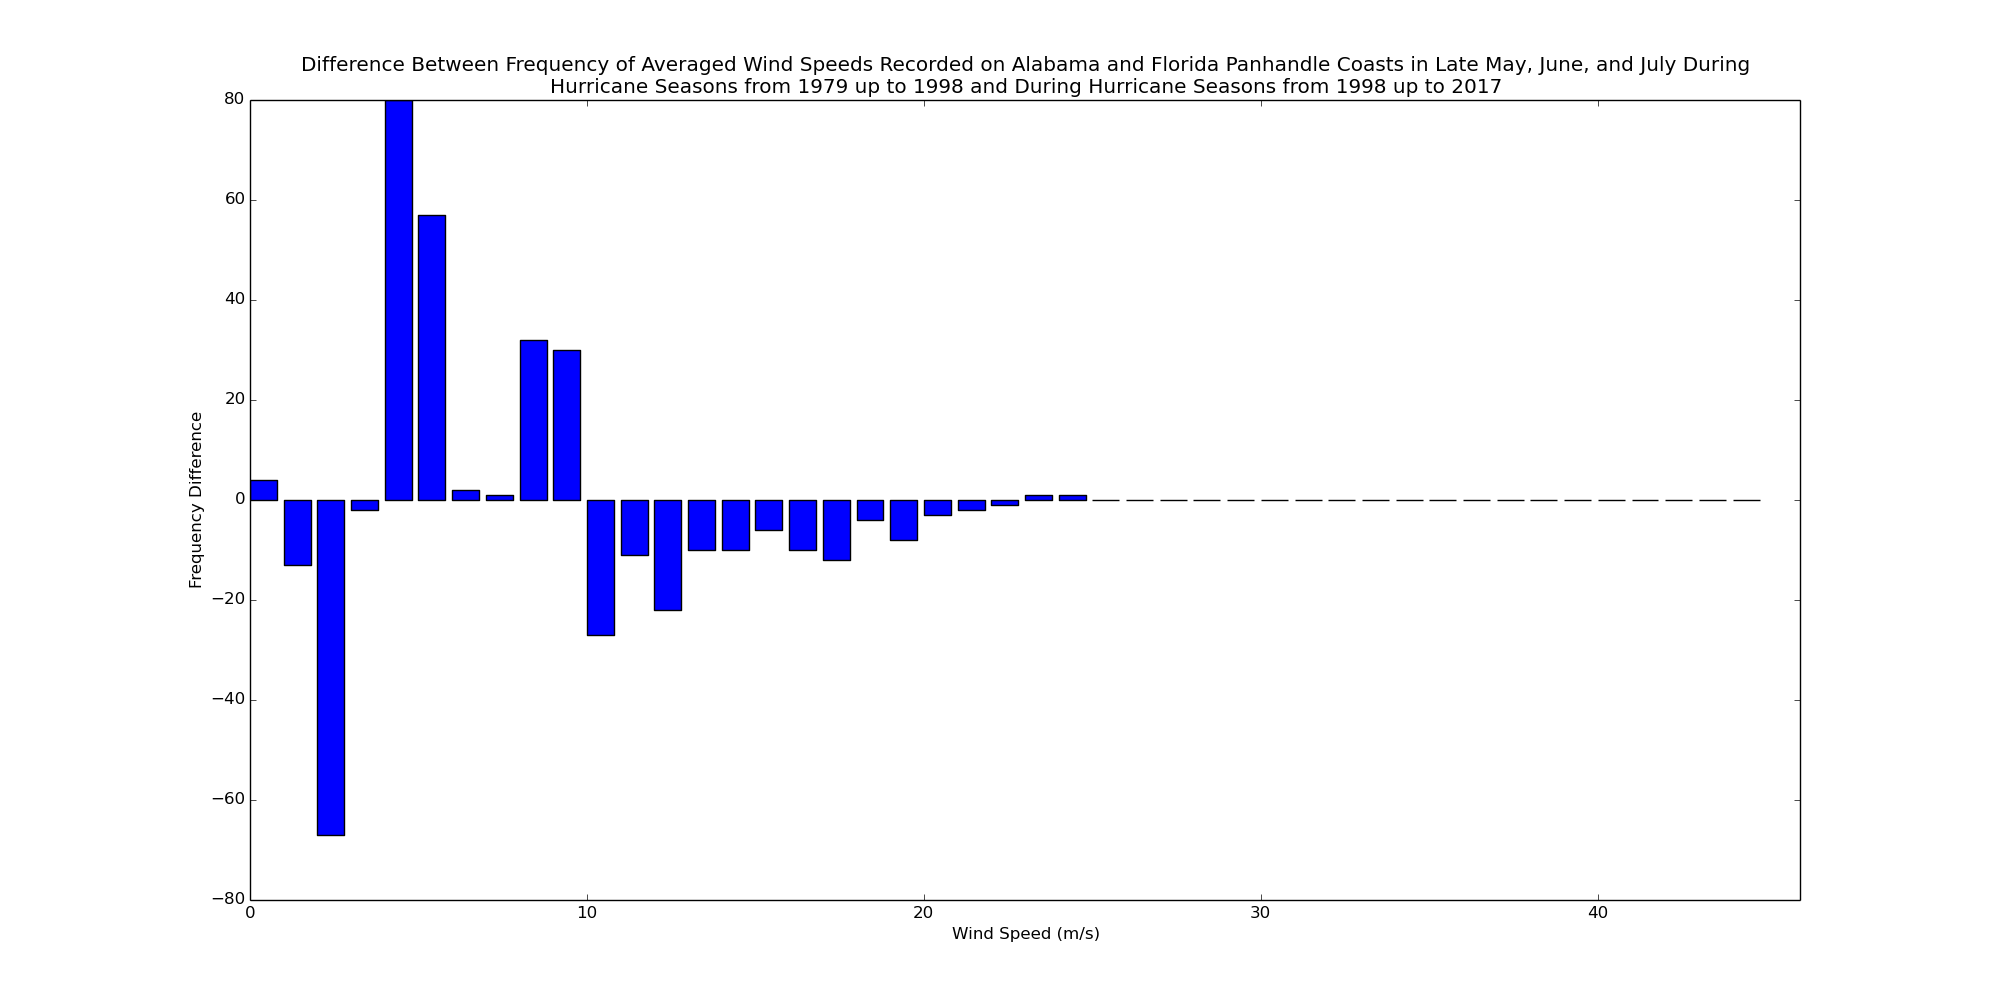 Difference Between Frequency of Averaged Wind Speeds Recorded on Alabama and Florida Panhandle Coasts in Late May, June, and July During
Hurricane Seasons from 1979 up to 1998 and During Hurricane Seasons from 1998 up to 2017
80
60
40
20
0
−20
−40
−60
−80
Frequency Difference
0 10 20 30 40
Wind Speed (m/s)